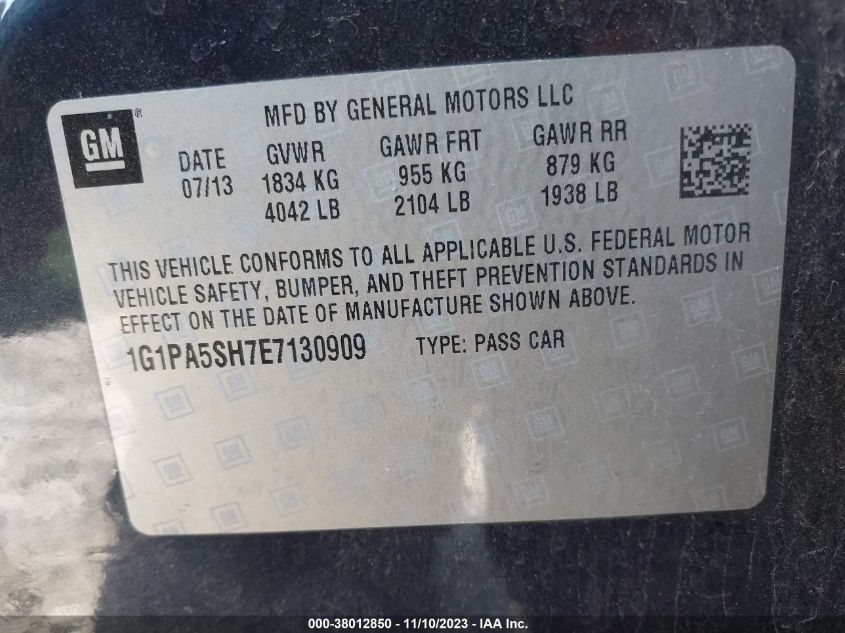 GM ®
MFD BY GENERAL MOTORS LLC
DATE GVWR GAWR FRT GAWR RR
07/13 1834 KG 955 KG 879 KG
4042 LB 2104 LB 1938 LB
THIS VEHICLE CONFORMS TO ALL APPLICABLE U.S. FEDERAL MOTOR
VEHICLE SAFETY, BUMPER, AND THEFT PREVENTION STANDARDS IN
EFFECT ON THE DATE OF MANUFACTURE SHOWN ABOVE.
1G1PA5SH7E7130909 TYPE: PASS CAR
000-38012850 - 11/10/2023 - Copyright © IAA, Inc.